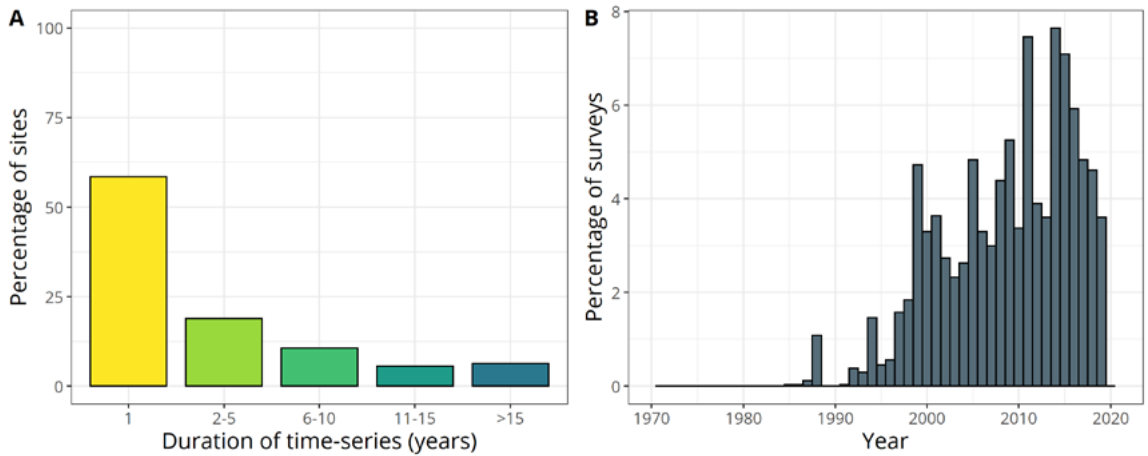 A
Percentage of sites
100
75
50
25
0
1 2-5 6-10 11-15 >15
Duration of time-series (years)
B
Percentage of surveys
8
6
4
2
0
1970 1980 1990 2000 2010 2020
Year